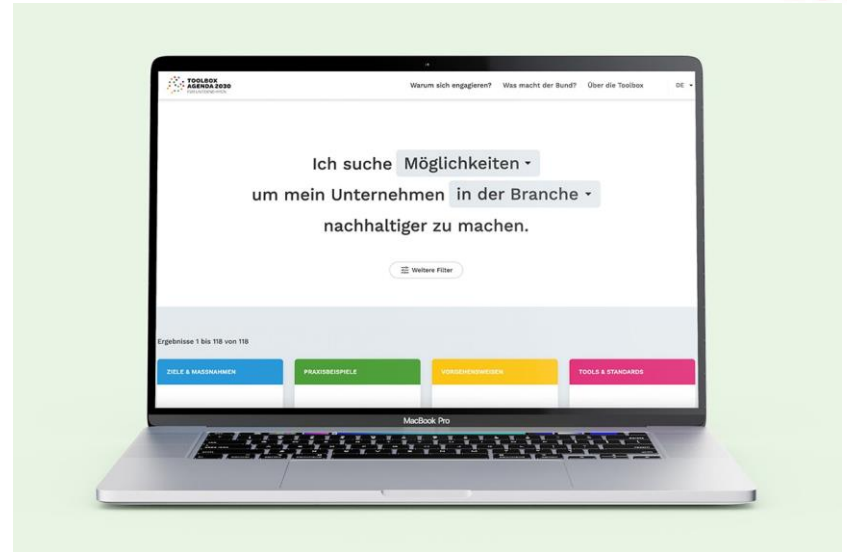 TOOLBOX
AGENDA 2030
Warum sich engagieren? Was macht der Bund? Über die Toolbox DE
Ich suche Möglichkeiten
um mein Unternehmen in der Branche
nachhaltiger zu machen.
Weitere Filter
Ergebnisse 1 bis 118 von 118
ZIELE & MASSNAHMEN PRAXISBEISPIELE VORGEHENSWEISEN TOOLS & STANDARDS
MacBook Pro